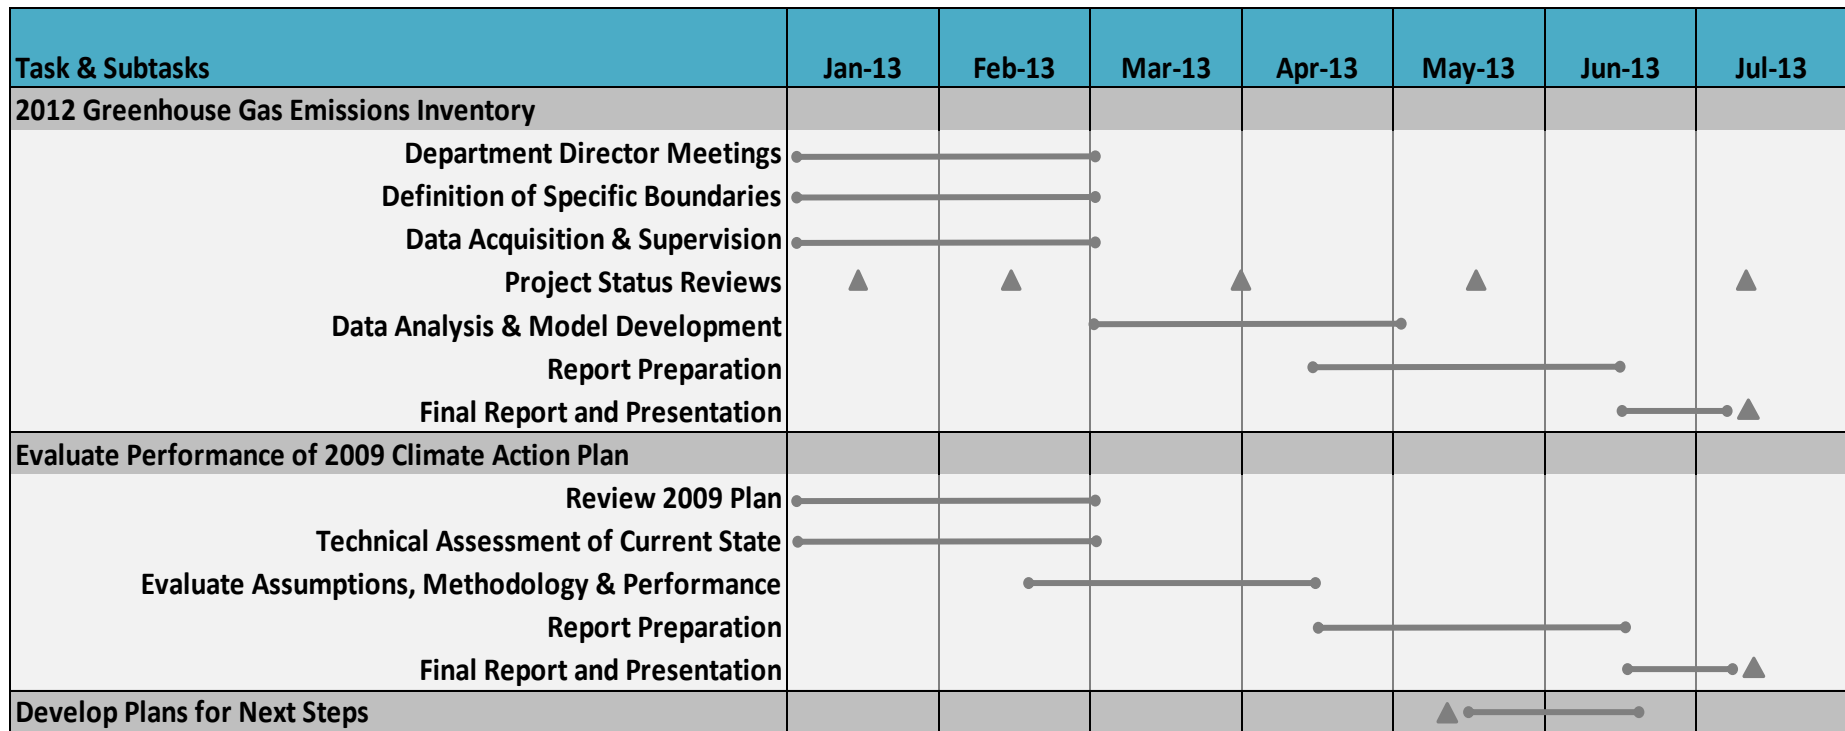 Task & Subtasks Jan-13 Feb-13 Mar-13 Apr-13 May-13 Jun-13 Jul-13
2012 Greenhouse Gas Emissions Inventory
Department Director Meetings
Definition of Specific Boundaries
Data Acquisition & Supervision
Project Status Reviews
Data Analysis & Model Development
Report Preparation
Final Report and Presentation
Evaluate Performance of 2009 Climate Action Plan
Review 2009 Plan
Technical Assessment of Current State
Evaluate Assumptions, Methodology & Performance
Report Preparation
Final Report and Presentation
Develop Plans for Next Steps